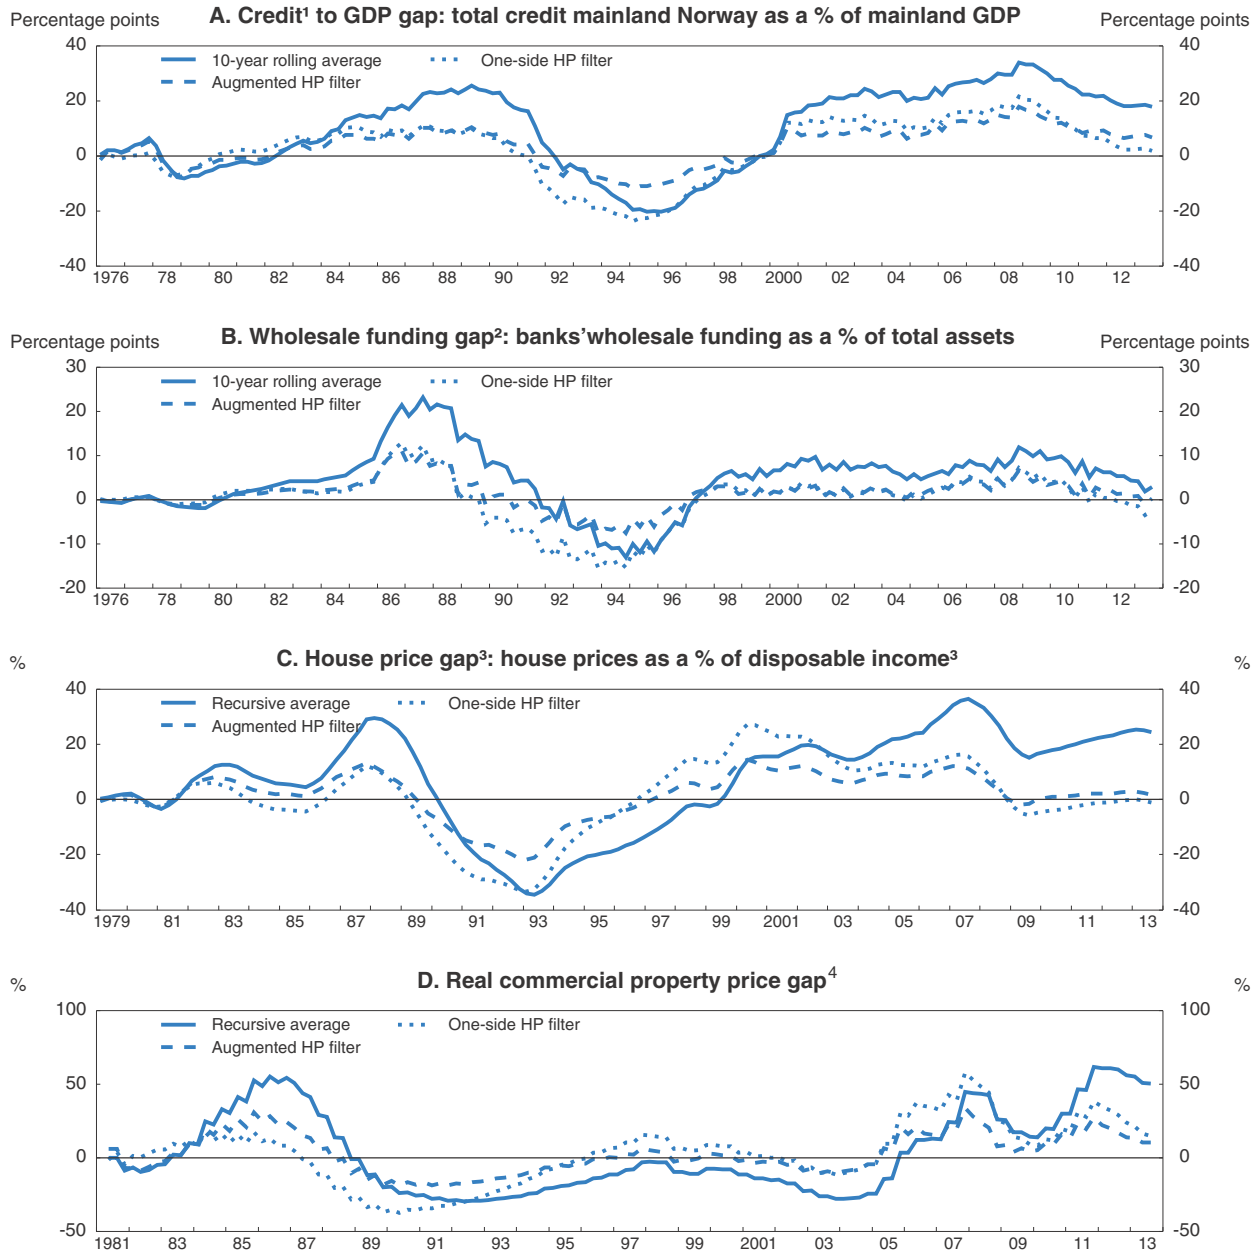 A. Credit¹ to GDP gap: total credit mainland Norway as a % of mainland GDP
Percentage points
Percentage points
10-year rolling average
One-side HP filter
Augmented HP filter
40
20
0
-20
-40
40
20
0
-20
-40
1976 78 80 82 84 86 88 90 92 94 96 98 2000 02 04 06 08 10 12
B. Wholesale funding gap²: banks’wholesale funding as a % of total assets
Percentage points
Percentage points
10-year rolling average
One-side HP filter
Augmented HP filter
30
20
10
0
-10
-20
30
20
10
0
-10
-20
1976 78 80 82 84 86 88 90 92 94 96 98 2000 02 04 06 08 10 12
C. House price gap³: house prices as a % of disposable income³
%
%
Recursive average
One-side HP filter
Augmented HP filter
40
20
0
-20
-40
40
20
0
-20
-40
1979 81 83 85 87 89 91 93 95 97 99 2001 03 05 07 09 11 13
D. Real commercial property price gap⁴
%
%
Recursive average
One-side HP filter
Augmented HP filter
100
50
0
-50
100
50
0
-50
1981 83 85 87 89 91 93 95 97 99 2001 03 05 07 09 11 13